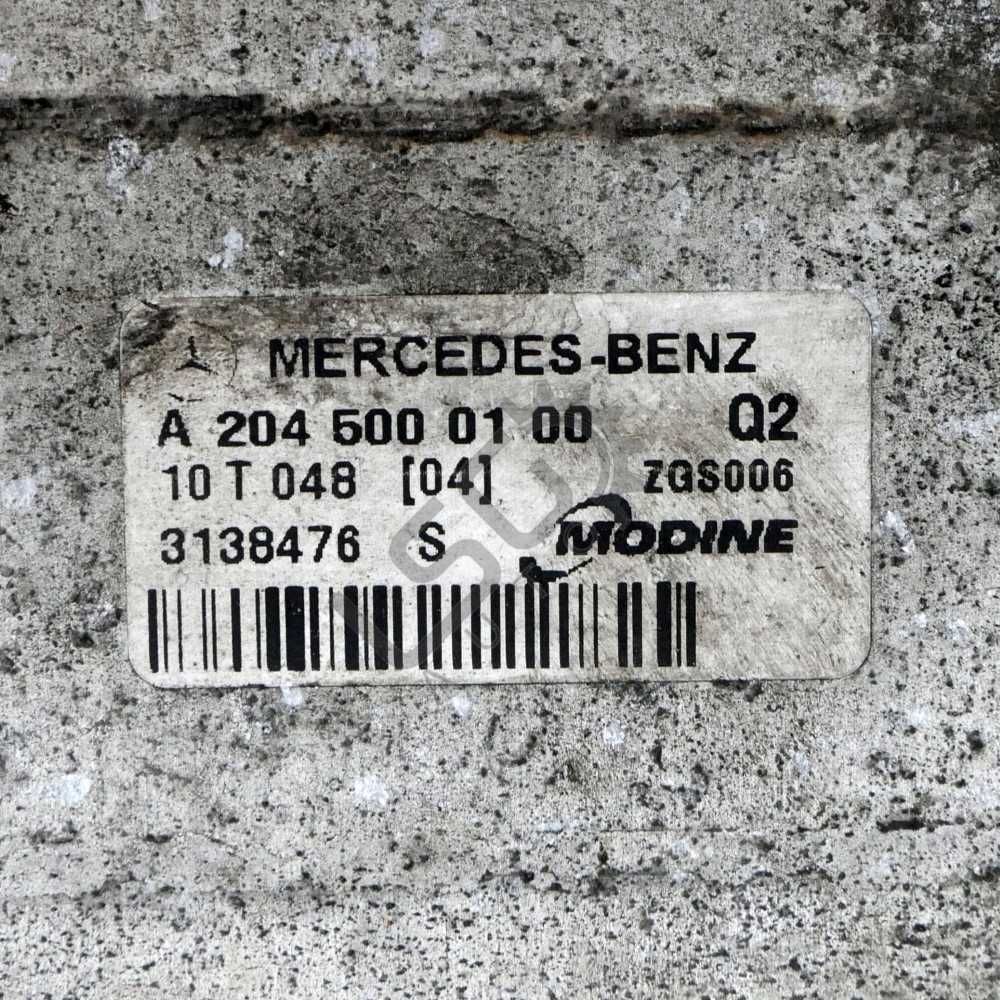 MERCEDES-BENZ
A 204 500 01 00 Q2
10 T 048 [04] ZGS006
3138476 S MODINE